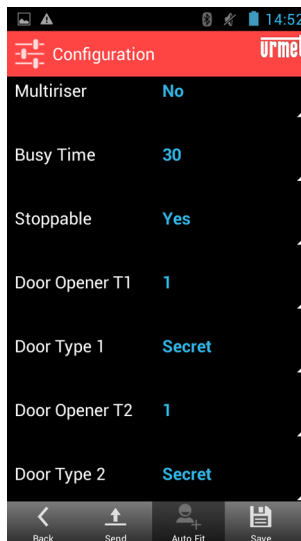 14:52
Configuration
urmet
Multiriser No
Busy Time 30
Stoppable Yes
Door Opener T1 1
Door Type 1 Secret
Door Opener T2 1
Door Type 2 Secret
Back Send Auto Fit Save